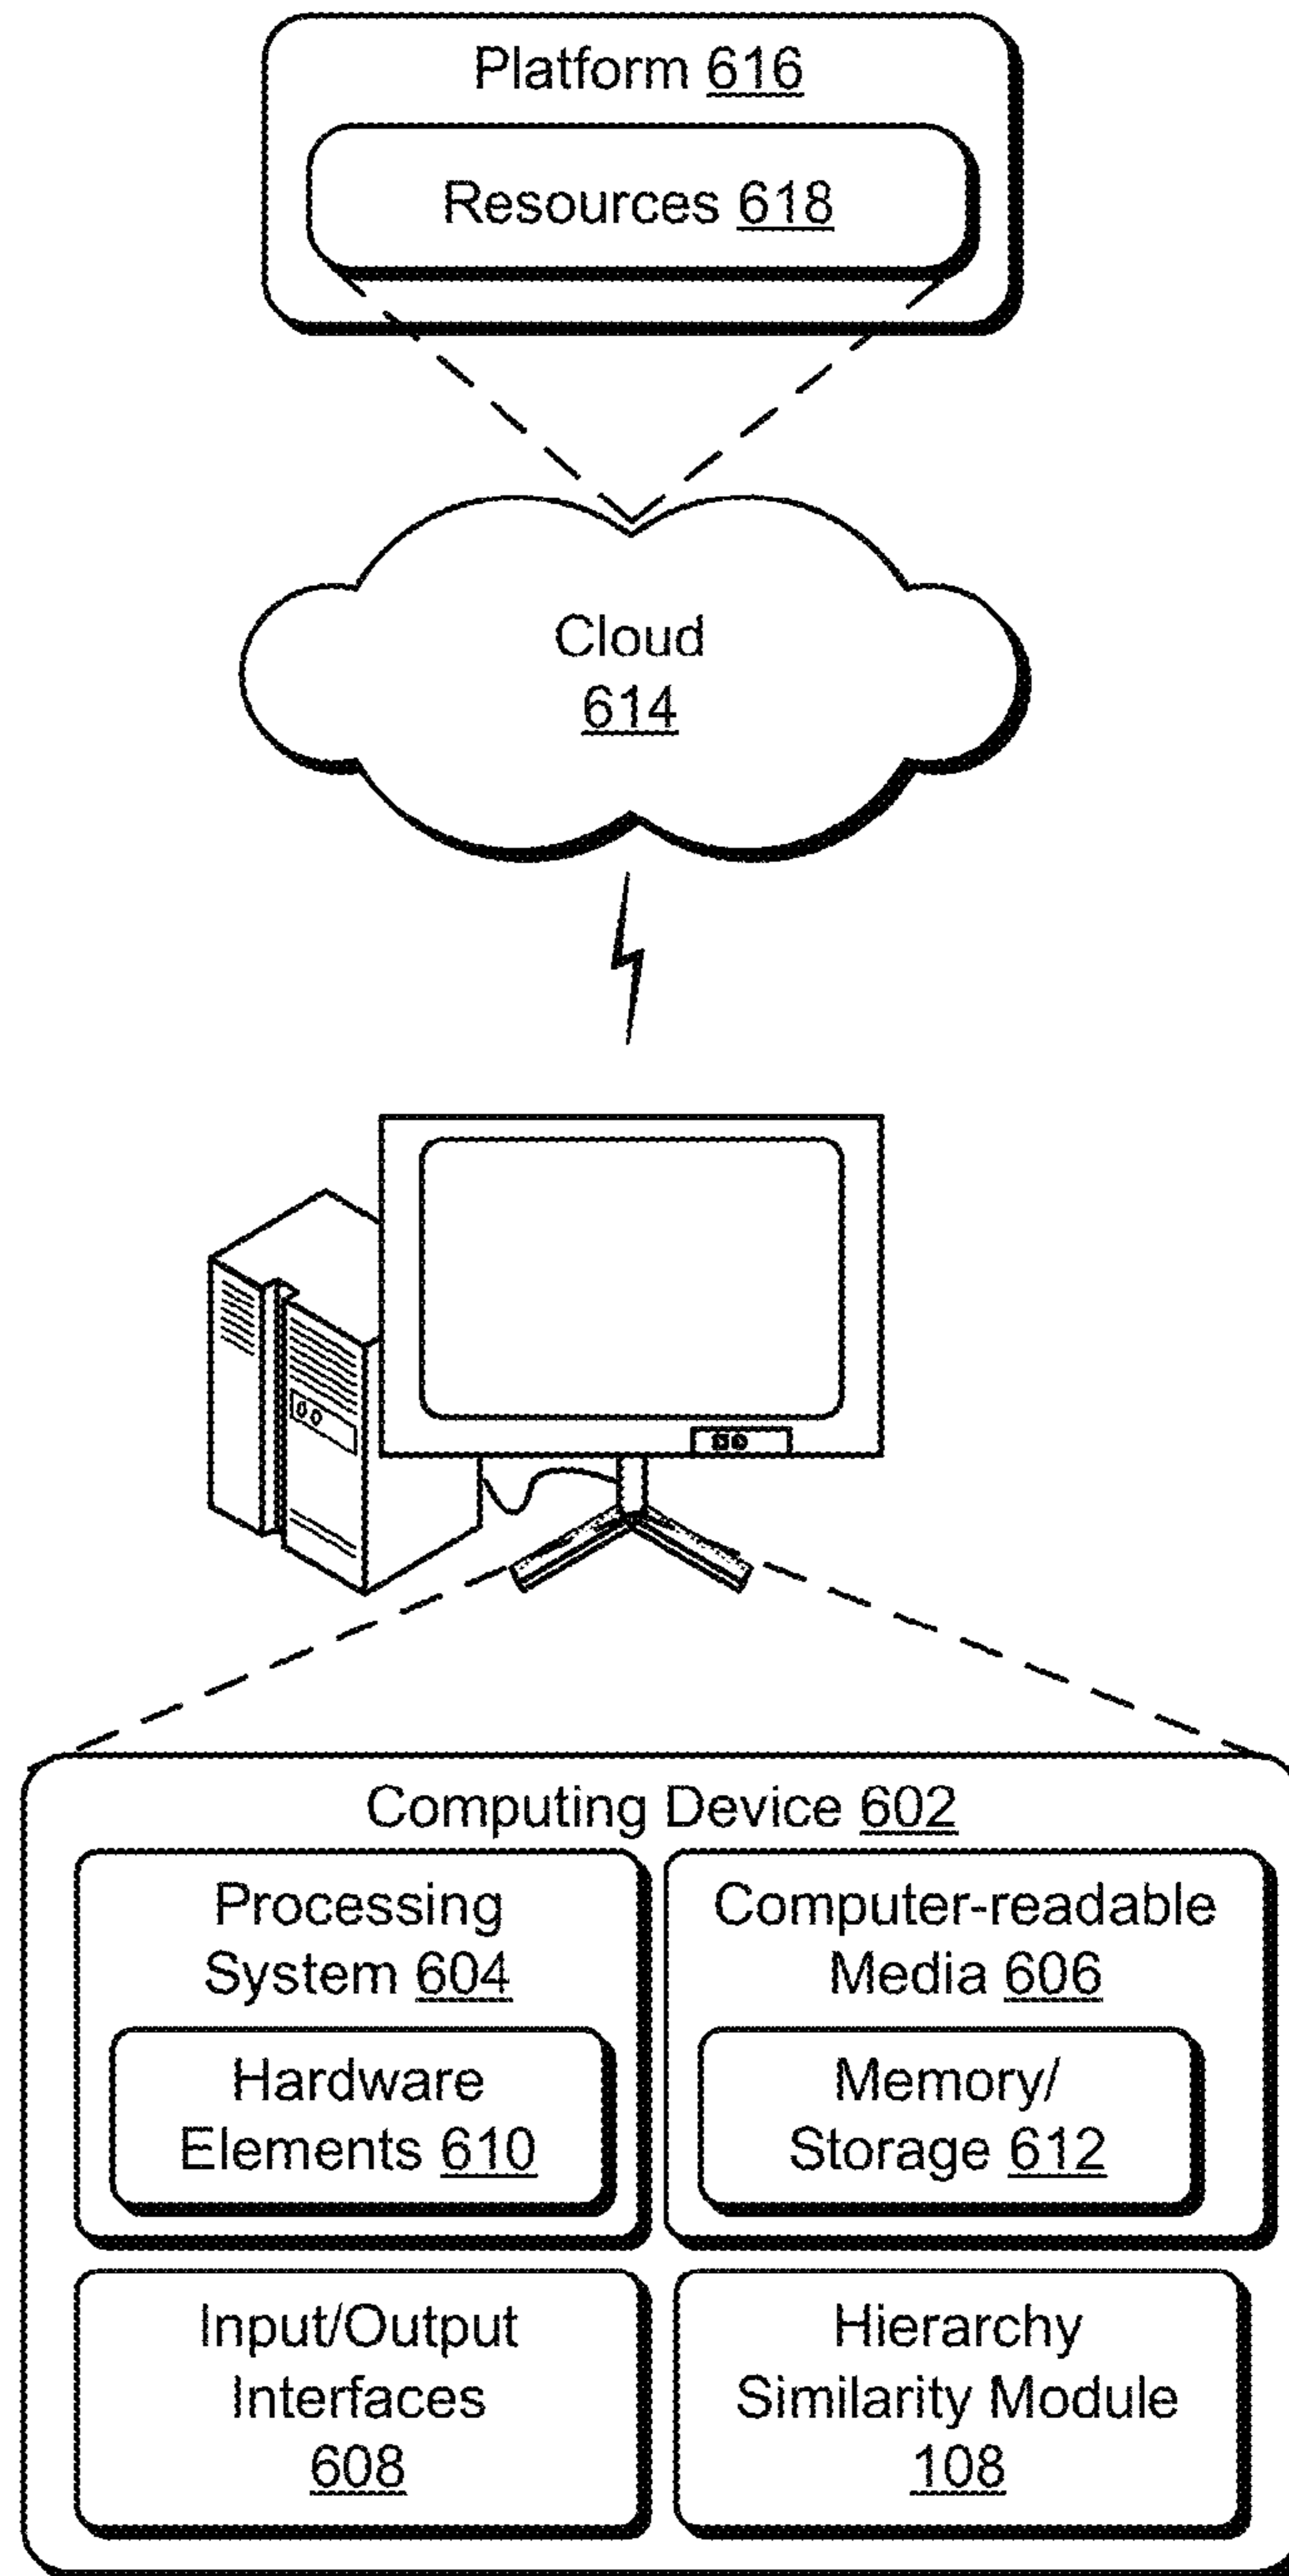 Platform 616
Resources 618
Cloud
614
Computing Device 602
Processing
System 604
Hardware
Elements 610
Computer-readable
Media 606
Memory/
Storage 612
Input/Output
Interfaces
608
Hierarchy
Similarity Module
108